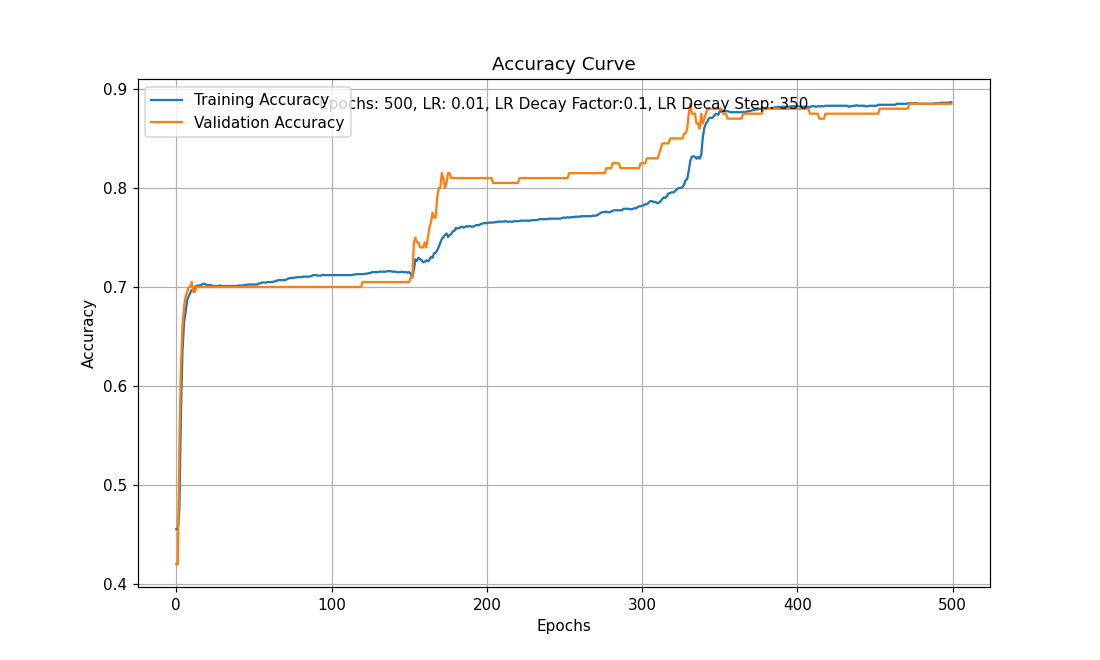 Accuracy Curve
Epochs: 500, LR: 0.01, LR Decay Factor:0.1, LR Decay Step: 350
Training Accuracy
Validation Accuracy
0.9
0.8
0.7
0.6
0.5
0.4
Accuracy
0 100 200 300 400 500
Epochs